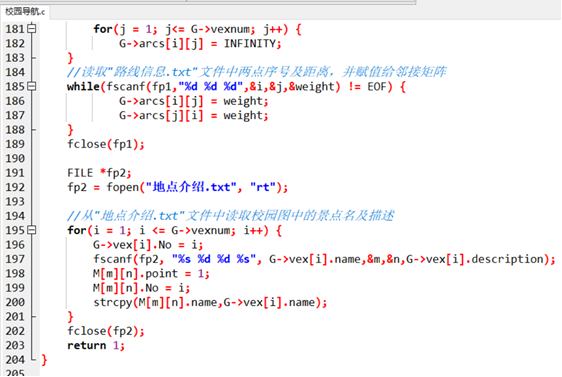 校园导航.c
181 for(j = 1; j<= G->vexnum; j++) {
182 G->arcs[i][j] = INFINITY;
183 }
184 //读取"路线信息.txt"文件中两点序号及距离，并赋值给邻接矩阵
185 while(fscanf(fp1,"%d %d %d",&i,&j,&weight) != EOF) {
186 G->arcs[i][j] = weight;
187 G->arcs[j][i] = weight;
188 }
189 fclose(fp1);
190
191 FILE *fp2;
192 fp2 = fopen("地点介绍.txt", "rt");
193
194 //从"地点介绍.txt"文件中读取校园图中的景点名及描述
195 for(i = 1; i <= G->vexnum; i++) {
196 G->vex[i].No = i;
197 fscanf(fp2, "%s %d %d %s", G->vex[i].name,&m,&n,G->vex[i].description);
198 M[m][n].point = 1;
199 M[m][n].No = i;
200 strcpy(M[m][n].name,G->vex[i].name);
201 }
202 fclose(fp2);
203 return 1;
204 }
205